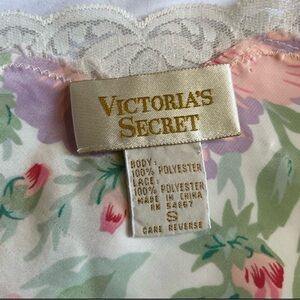 VICTORIA'S
SECRET
BODY:
100% POLYESTER
LACE:
100% POLYESTER
MADE IN CHINA
RN 54867
S
CARE REVERSE